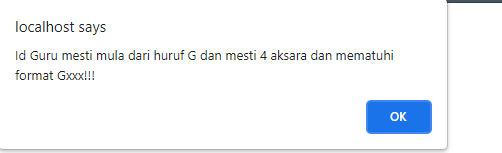 localhost says
Id Guru mesti mula dari huruf G dan mesti 4 aksara dan mematuhi
format Gxxx!!!
OK